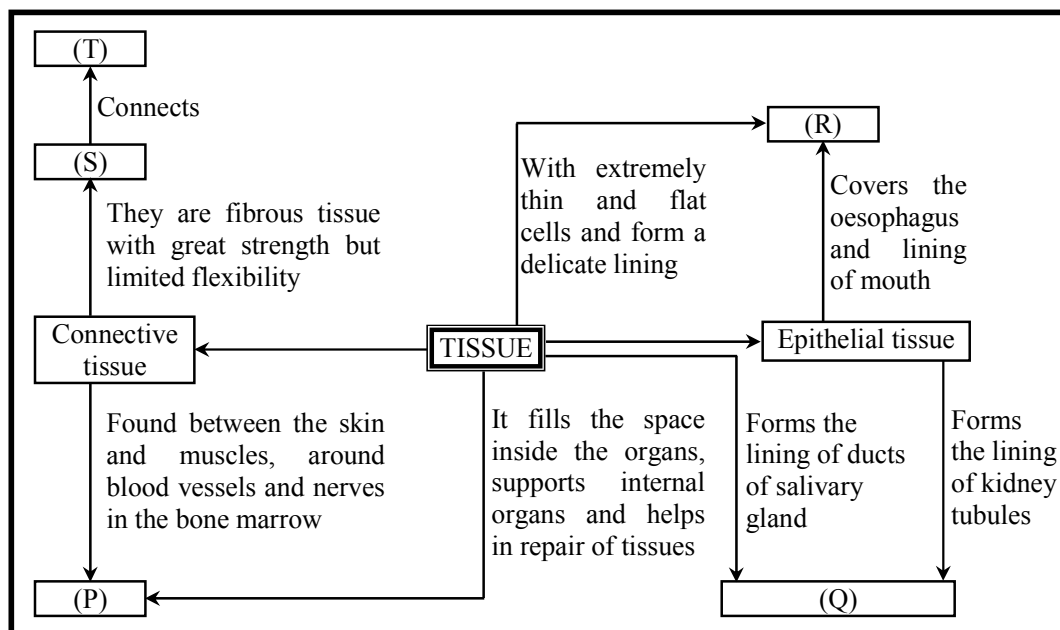 (T)
Connects
(S)
They are fibrous tissue
with great strength but
limited flexibility
Connective
tissue
Found between the skin
and muscles, around
blood vessels and nerves
in the bone marrow
(P)
TISSUE
It fills the space
inside the organs,
supports internal
organs and helps
in repair of tissues
With extremely
thin and flat
cells and form a
delicate lining
(R)
Covers the
oesophagus
and lining
of mouth
Epithelial tissue
Forms the
lining of ducts
of salivary
gland
Forms
the lining
of kidney
tubules
(Q)